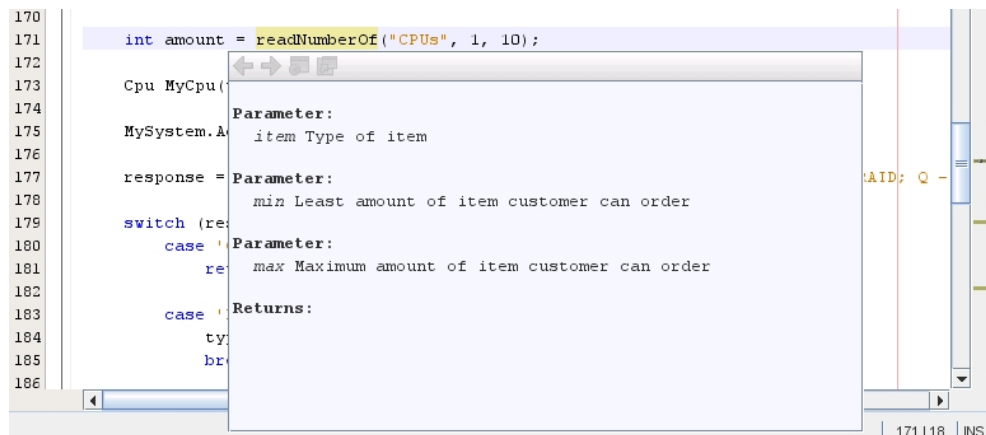 170
171 int amount = readNumberOf("CPUs", 1, 10);
172
173 Cpu MyCpu(
174 Parameter:
item Type of item
175 MySystem.A
176
177 response = Parameter: RAID; Q -
178 min Least amount of item customer can order
179 switch (re
180 case ' Parameter:
181 re max Maximum amount of item customer can order
182
183 case ' Returns:
184 ty
185 br
186
171|18 INS